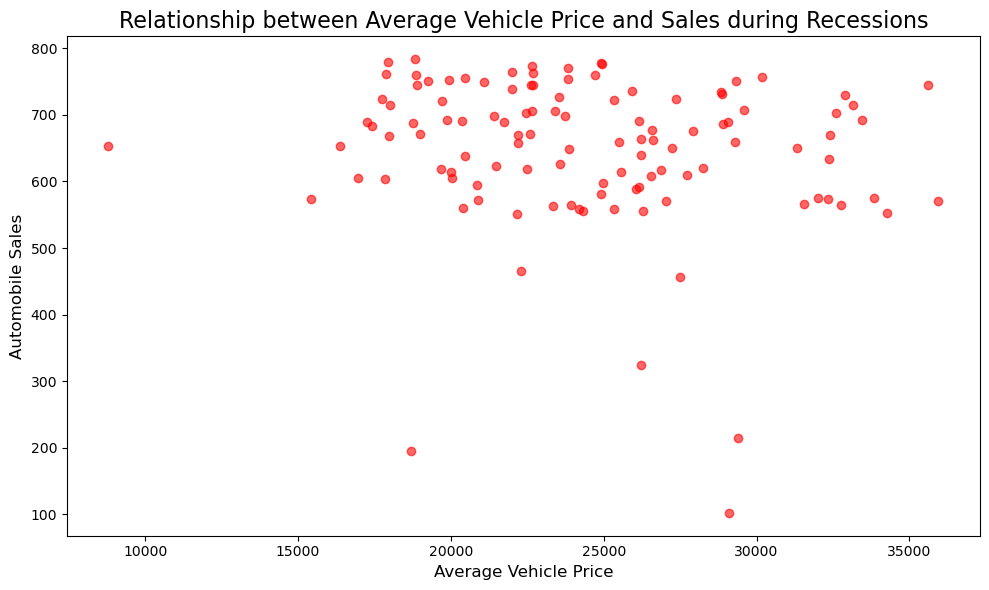 Relationship between Average Vehicle Price and Sales during Recessions
Automobile Sales
800
700
600
500
400
300
200
100
10000 15000 20000 25000 30000 35000
Average Vehicle Price